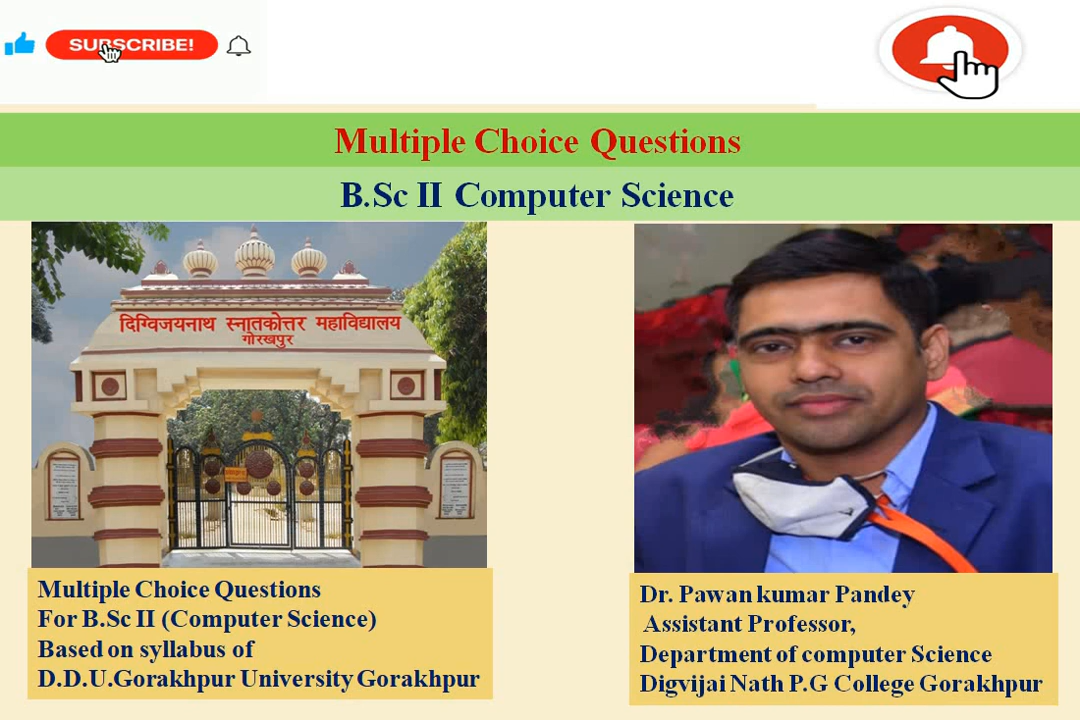 SUBSCRIBE!
Multiple Choice Questions
B.Sc II Computer Science
दिग्विजयनाथ स्नातकोत्तर महाविद्यालय
गोरखपुर
Multiple Choice Questions
For B.Sc II (Computer Science)
Based on syllabus of
D.D.U.Gorakhpur University Gorakhpur
Dr. Pawan kumar Pandey
Assistant Professor,
Department of computer Science
Digvijai Nath P.G College Gorakhpur